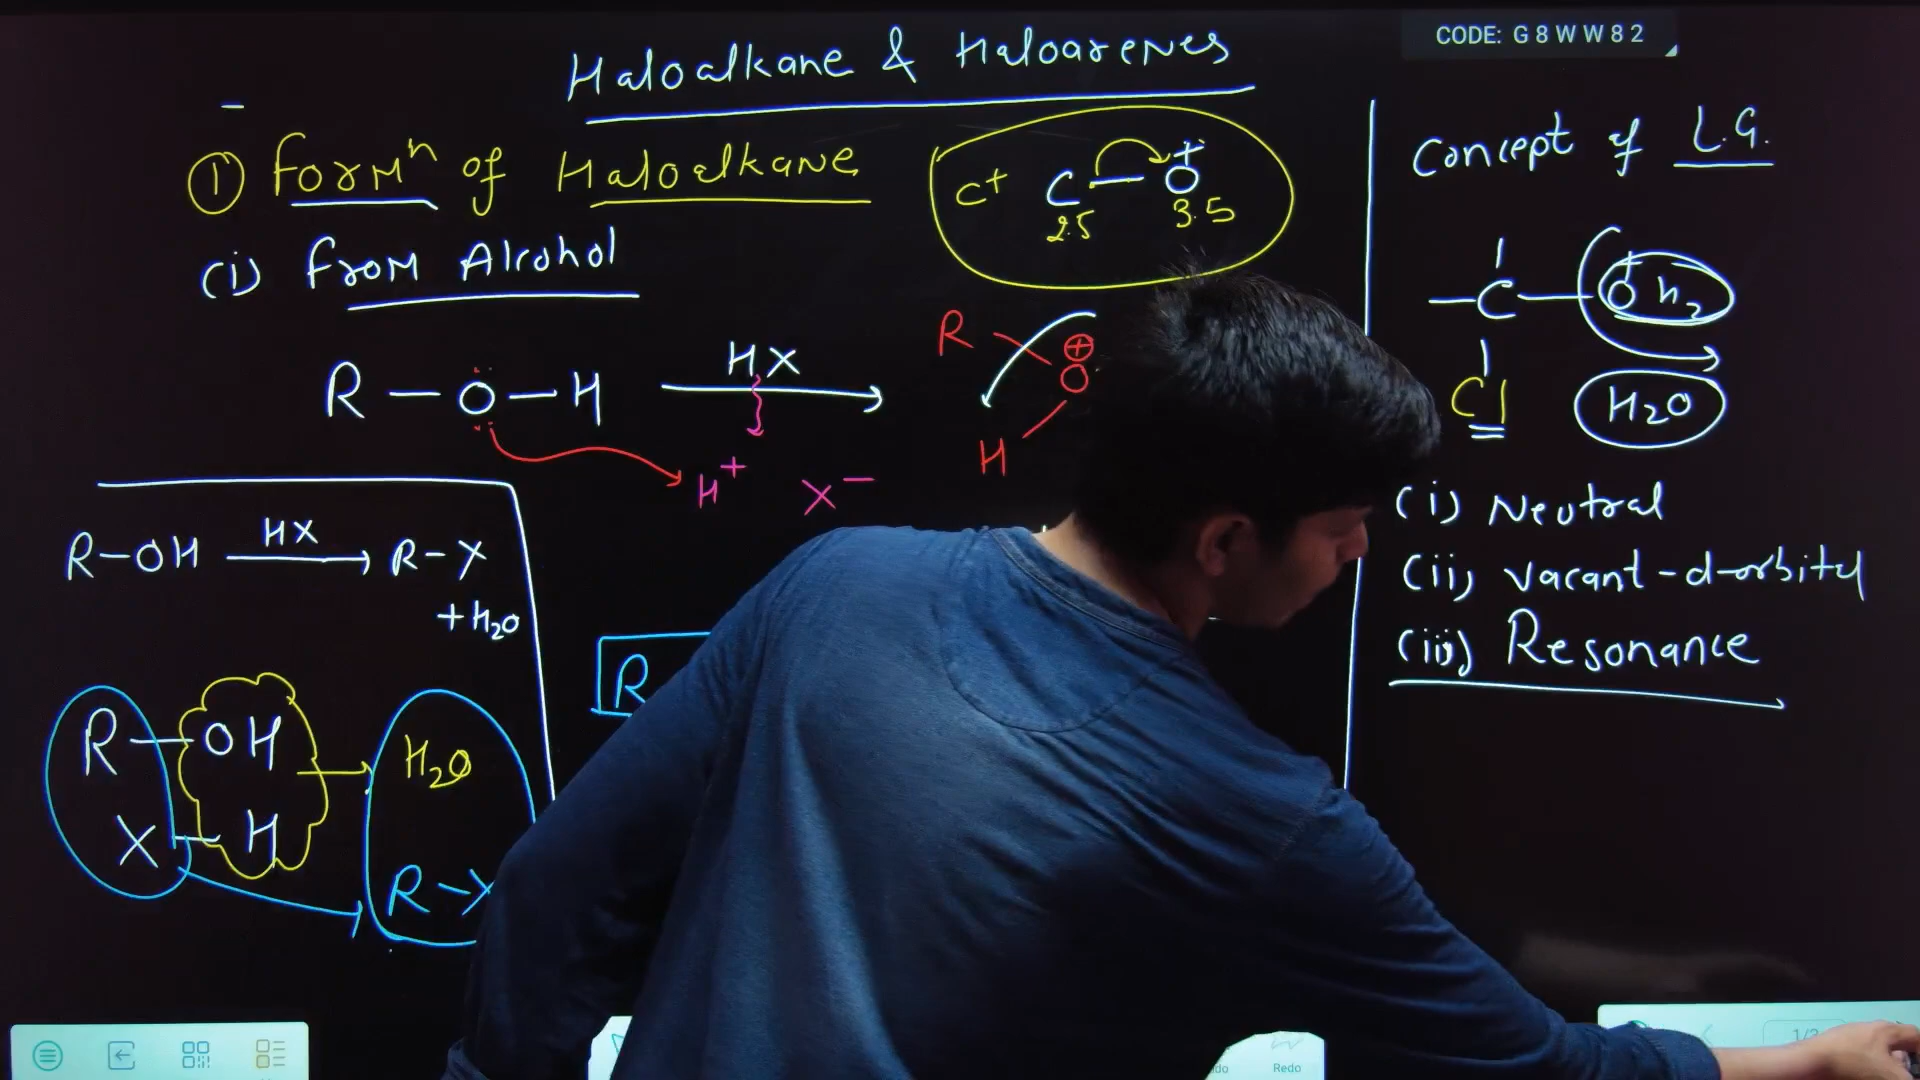 CODE: G8WW82
Haloalkane & Haloarenes
① Formⁿ of Haloalkane
(i) From Alcohol
C+ C — O+
2.5 3.5
R — O — H HX
H+ X−
R O ⊕
H
R-OH HX R-X
+ H₂O
R — OH
X — H
H₂O
R-X
R
Concept of L.G.
— C — O+ H₂
Cl H₂O
(i) Neutral
(ii) vacant-d-orbital
(iii) Resonance
Redo